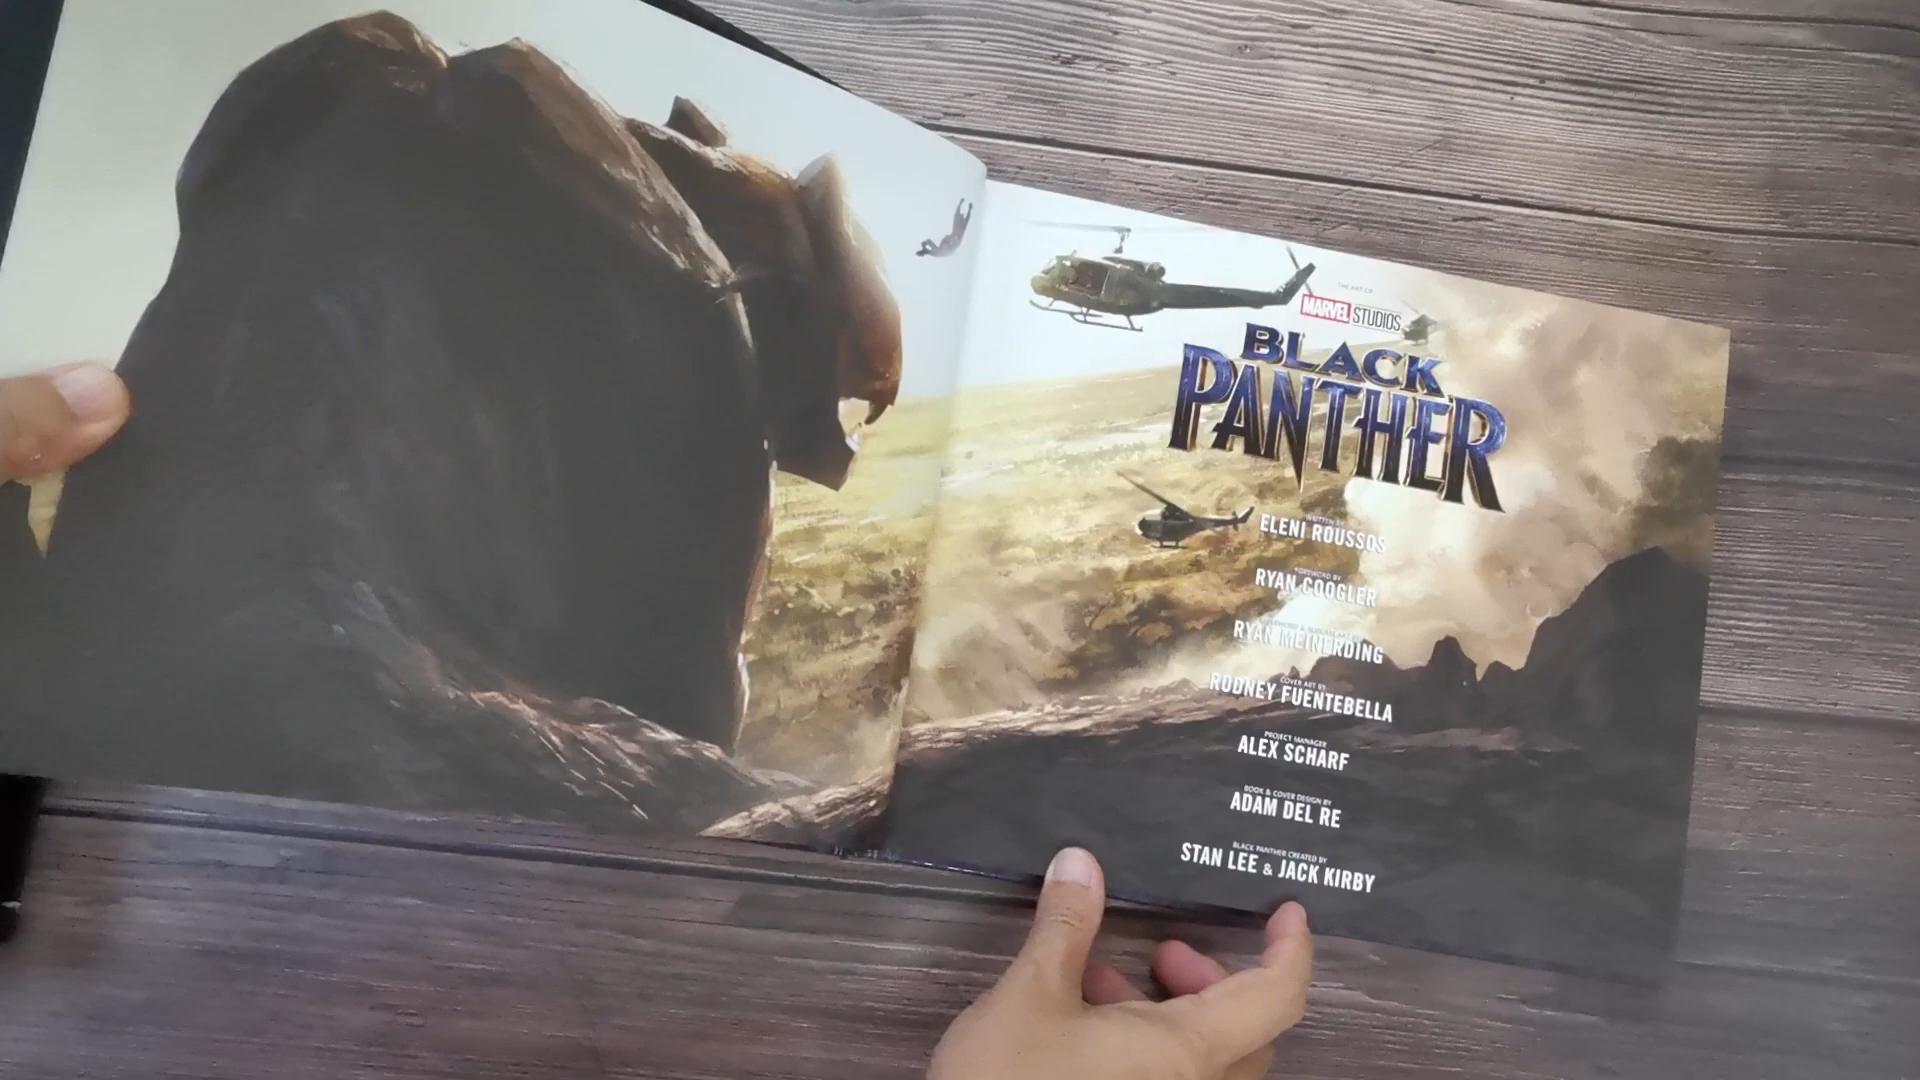 THE ART OF
MARVEL STUDIOS
BLACK
PANTHER
WRITTEN BY
ELENI ROUSSOS
FOREWORD BY
RYAN COOGLER
RYAN MEINERDING
COVER ART BY
RODNEY FUENTEBELLA
PROJECT MANAGER
ALEX SCHARF
BOOK & COVER DESIGN BY
ADAM DEL RE
BLACK PANTHER CREATED BY
STAN LEE & JACK KIRBY